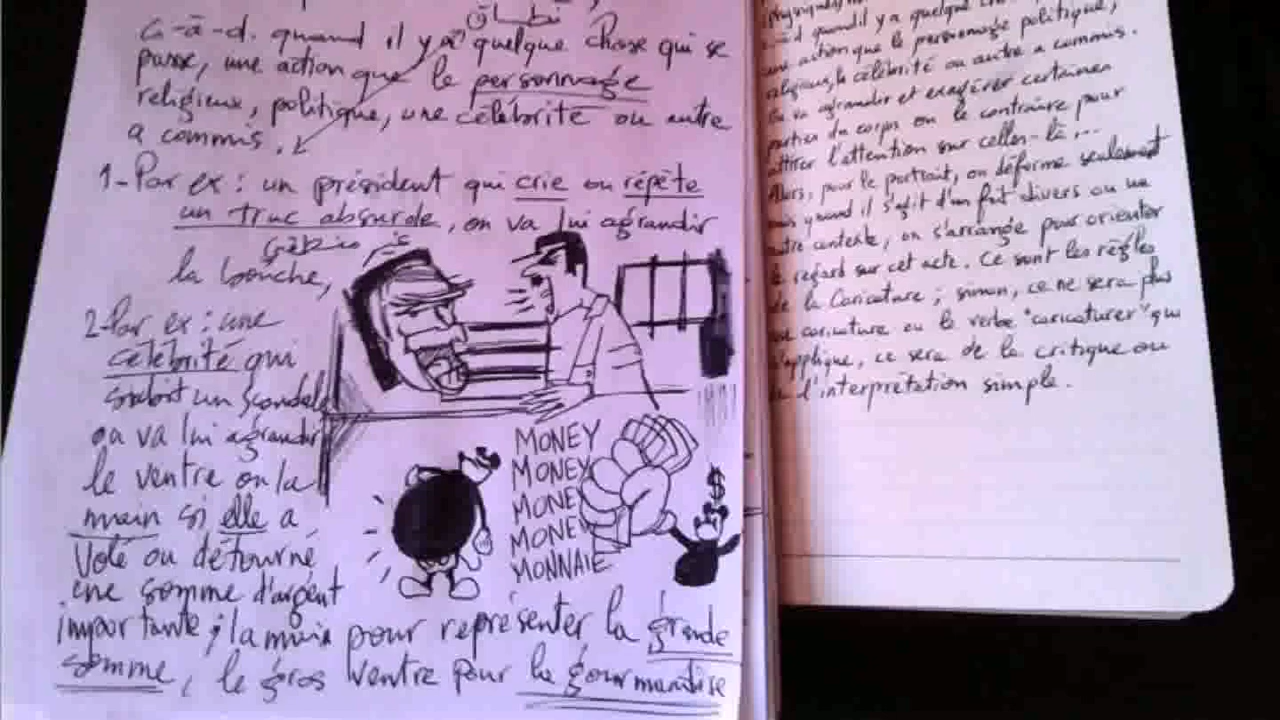 c-ā-d. quand il y a quelque chose qui se
passe, une action que le personnage
religieux, politique, une célébrité ou autre
a commis.
1-Par ex : un président qui crie ou répète
un truc absurde, on va lui agrandir
la bouche,
2-Par ex : une
célébrité qui
un scandale
on va lui agrandir
le ventre ou la
main si elle a
volé ou détourné
une somme d'argent
importante ; la main pour représenter la grande
somme, le gros ventre pour la gourmandise
MONEY
MONEY
MONEY
MONEY
MONNAIE
$
quand il y a quelque
une action que le personnage politique,
religieux, la célébrité ou autre a commis.
On va agrandir et exagérer certaines
parties du corps ou le contraire pour
attirer l'attention sur celles-là...
Alors, pour le portrait, on déforme seulement
mais quand il s'agit d'un fait divers ou un
autre contexte, on s'arrange pour orienter
le regard sur cet acte. Ce sont les règles
de la Caricature ; sinon, ce ne sera plus
une caricature ou le verbe "caricaturer" qui
s'applique, ce sera de la critique ou
de l'interprétation simple.